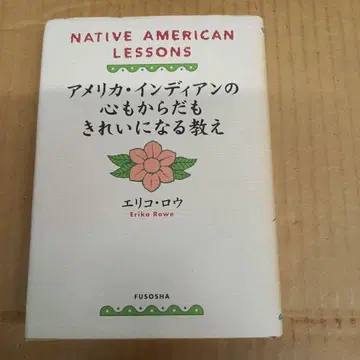 NATIVE AMERICAN
LESSONS
アメリカ・インディアンの
心もからだも
きれいになる教え
エリコ・ロウ
Eriko Rowe
FUSOSHA